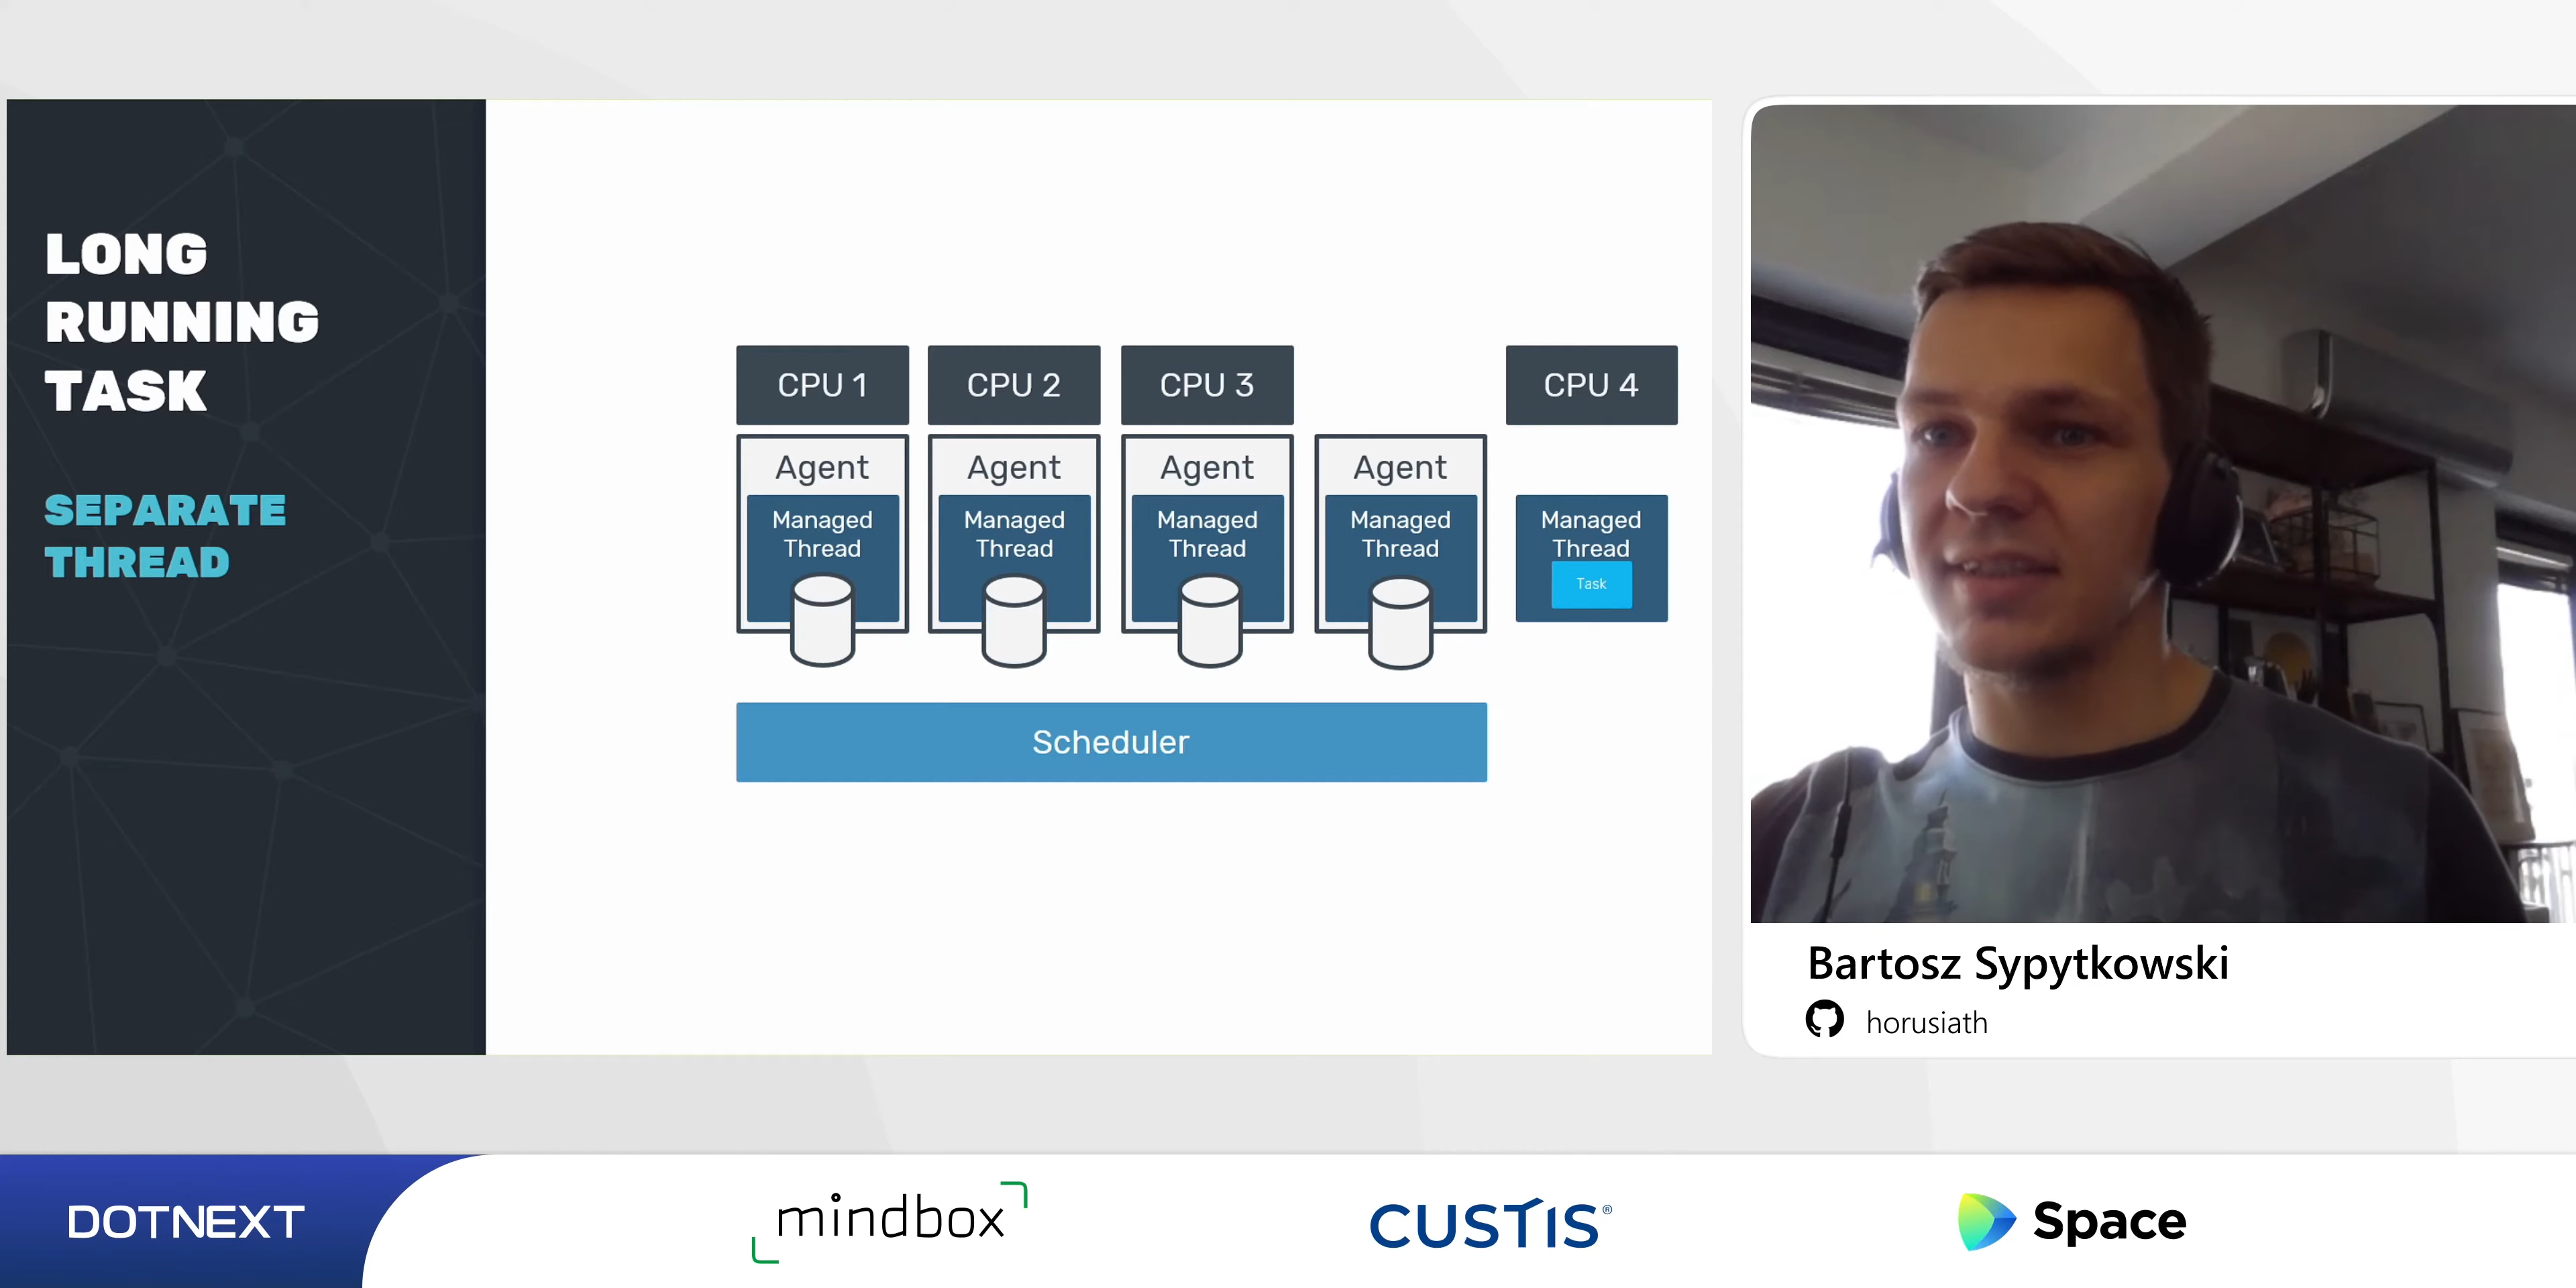 LONG
RUNNING
TASK
SEPARATE
THREAD
CPU 1
CPU 2
CPU 3
CPU 4
Agent
Agent
Agent
Agent
Managed
Thread
Managed
Thread
Managed
Thread
Managed
Thread
Managed
Thread
Task
Scheduler
Bartosz Sypytkowski
horusiath
DOTNEXT
mindbox
CUSTIS®
Space